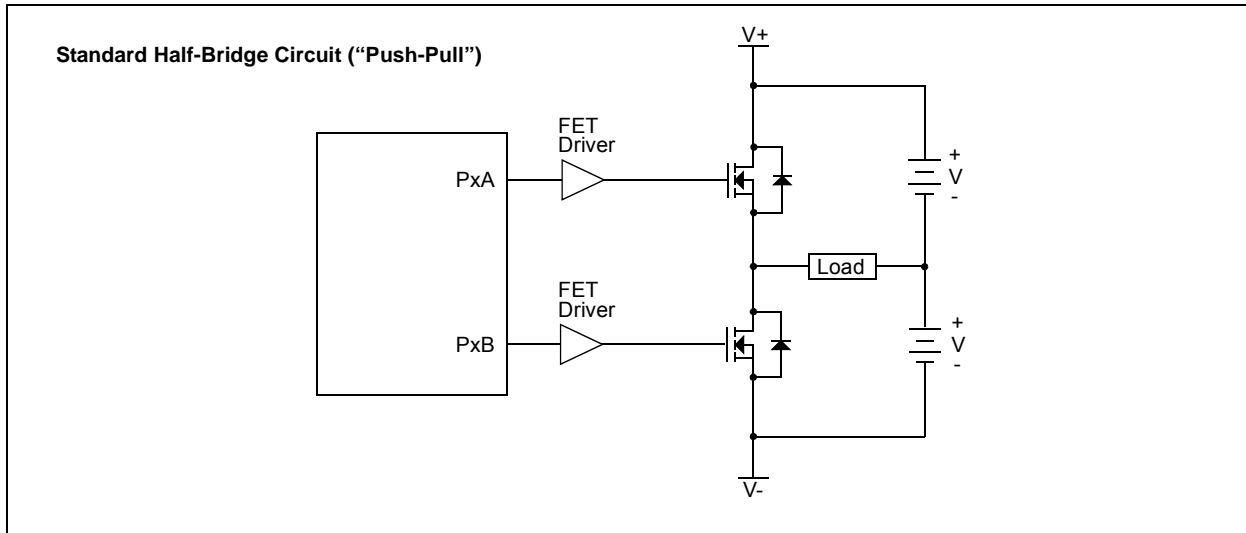 Standard Half-Bridge Circuit (“Push-Pull”)
V+
FET
Driver
PxA
+
V
-
Load
FET
Driver
PxB
+
V
-
V-